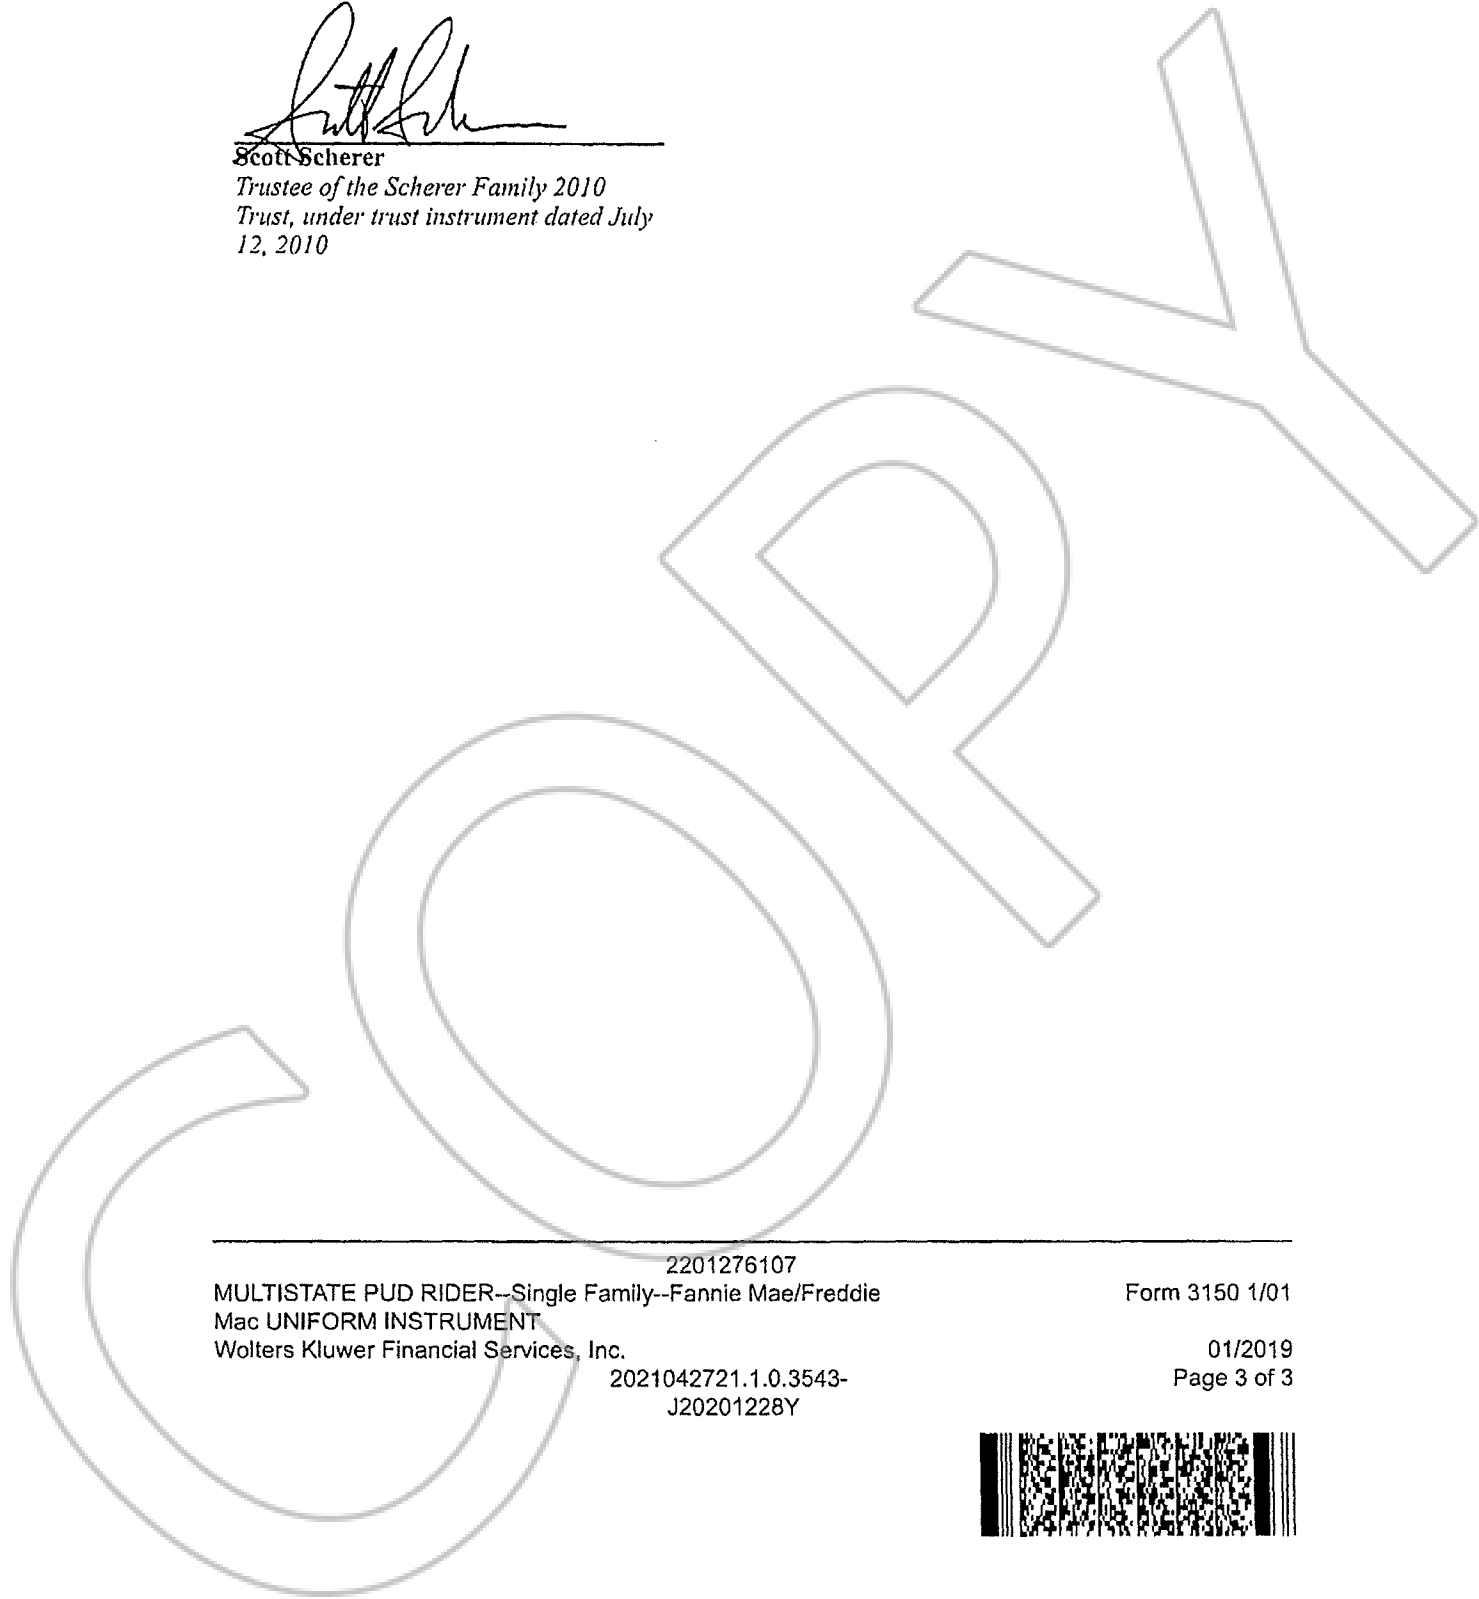 Scott Scherer
Scott Scherer
Trustee of the Scherer Family 2010
Trust, under trust instrument dated July
12, 2010
COPY
2201276107
MULTISTATE PUD RIDER--Single Family--Fannie Mae/Freddie Form 3150 1/01
Mac UNIFORM INSTRUMENT
Wolters Kluwer Financial Services, Inc. 01/2019
2021042721.1.0.3543- Page 3 of 3
J20201228Y